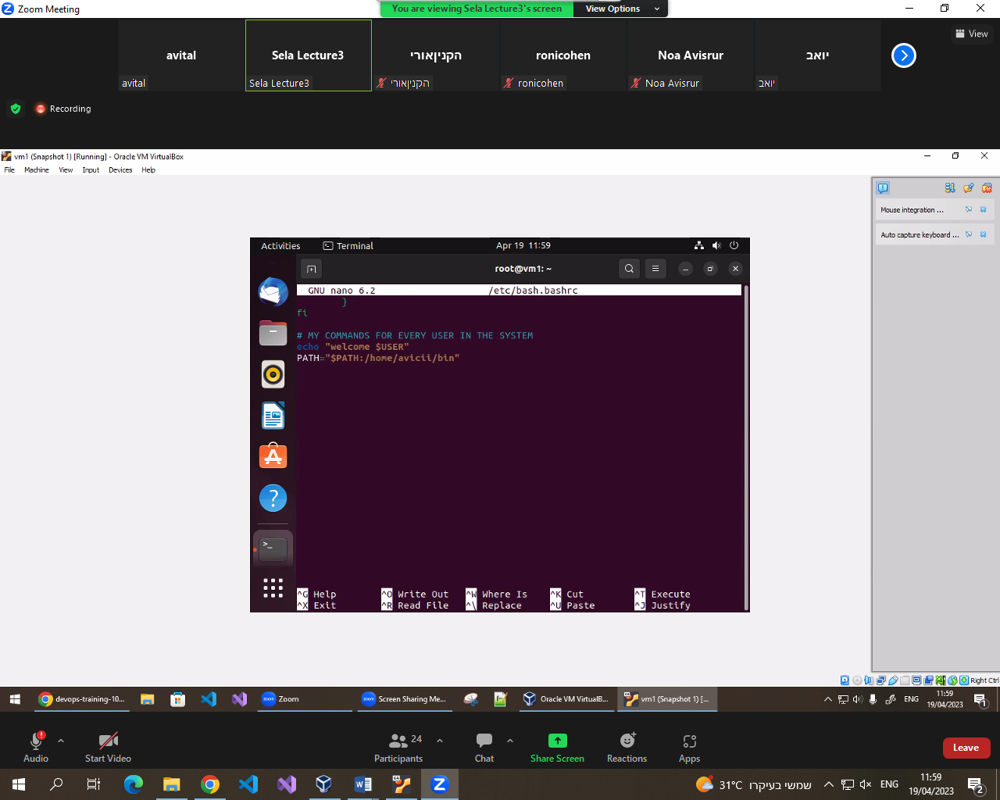 Zoom Meeting
You are viewing Sela Lecture3's screen
View Options
avital
Sela Lecture3
הקניןאורי
ronicohen
Noa Avisrur
יואב
View
avital
Sela Lecture3
הקניןאורי
ronicohen
Noa Avisrur
יואב
Recording
vm1 (Snapshot 1) [Running] - Oracle VM VirtualBox
File Machine View Input Devices Help
Mouse integration ...
Auto capture keyboard ...
Activities
Terminal
Apr 19 11:59
root@vm1: ~
GNU nano 6.2
/etc/bash.bashrc
}
fi
# MY COMMANDS FOR EVERY USER IN THE SYSTEM
echo "welcome $USER"
PATH="$PATH:/home/avicii/bin"
^G Help ^O Write Out ^W Where Is ^K Cut ^T Execute
^X Exit ^R Read File ^\ Replace ^U Paste ^J Justify
Right Ctrl
devops-training-10...
Zoom
Screen Sharing Me...
Oracle VM VirtualB...
vm1 (Snapshot 1) [...
ENG
11:59
19/04/2023
1
Audio
Start Video
Participants
24
Chat
Share Screen
Reactions
Apps
Leave
31°C שמשי בעיקרו
ENG
11:59
19/04/2023
2